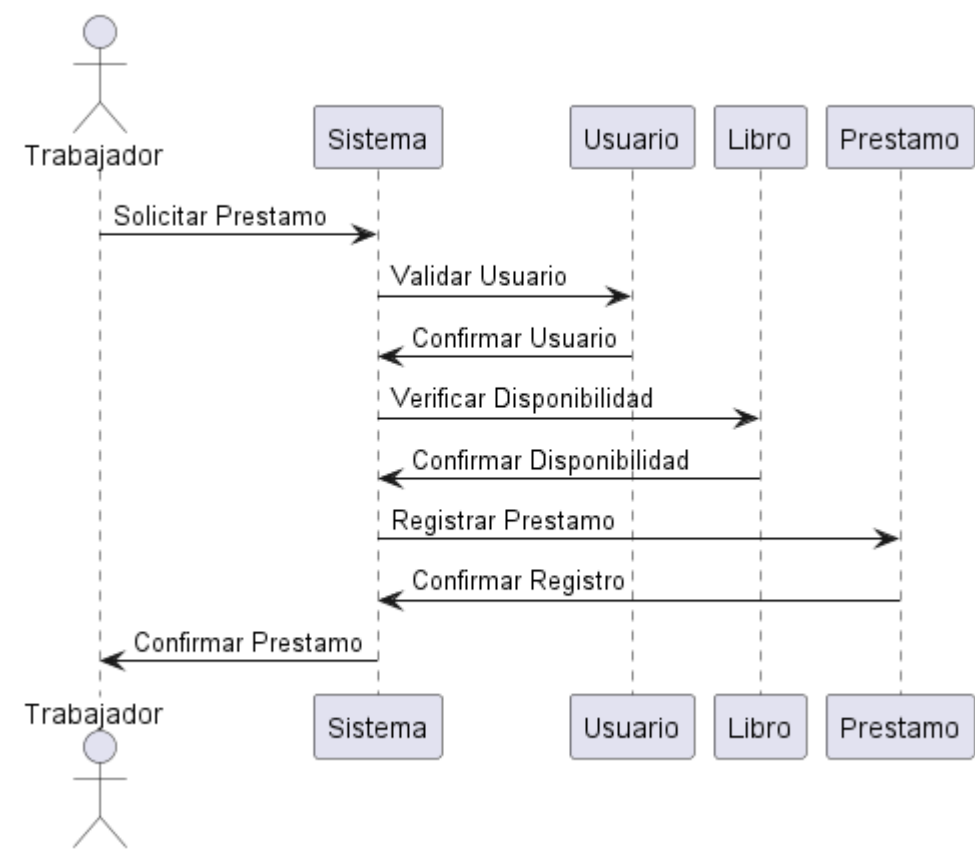 Trabajador
Sistema
Usuario
Libro
Prestamo
Solicitar Prestamo
Validar Usuario
Confirmar Usuario
Verificar Disponibilidad
Confirmar Disponibilidad
Registrar Prestamo
Confirmar Registro
Confirmar Prestamo
Trabajador
Sistema
Usuario
Libro
Prestamo